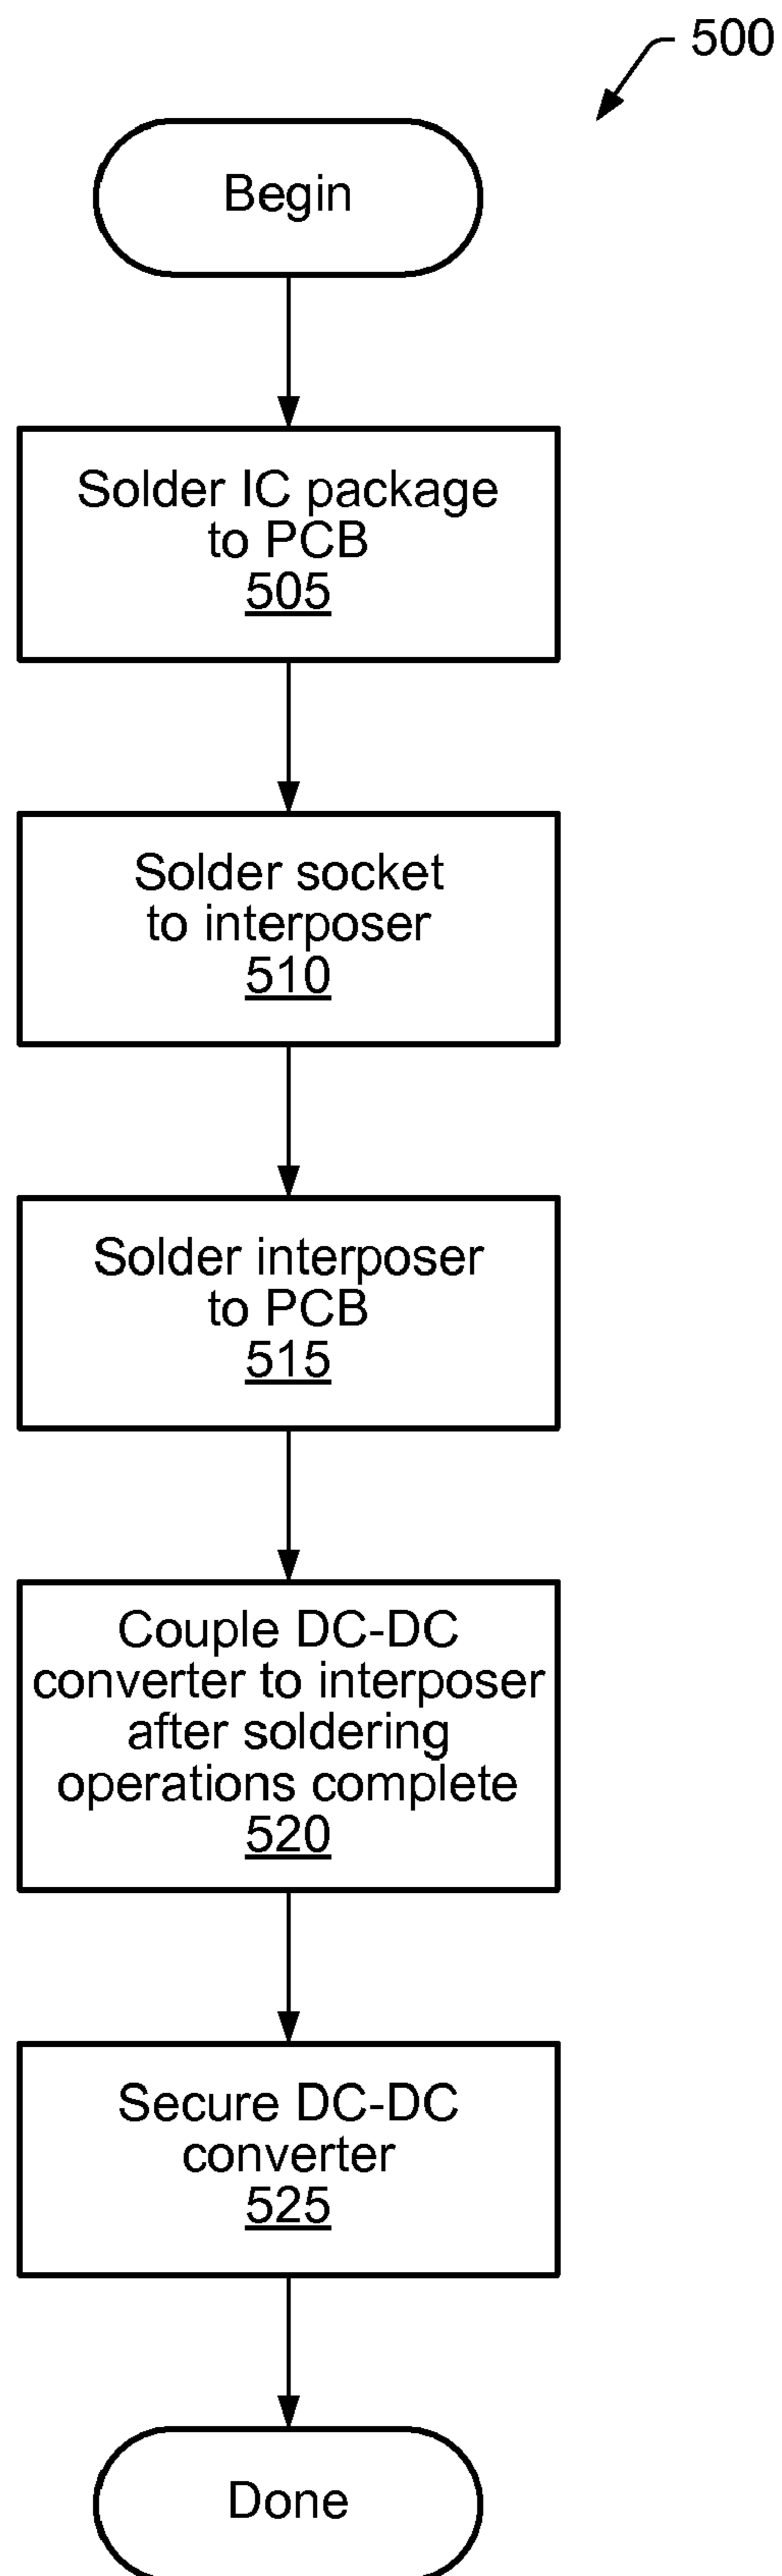 500
Begin
Solder IC package
to PCB
505
Solder socket
to interposer
510
Solder interposer
to PCB
515
Couple DC-DC
converter to interposer
after soldering
operations complete
520
Secure DC-DC
converter
525
Done